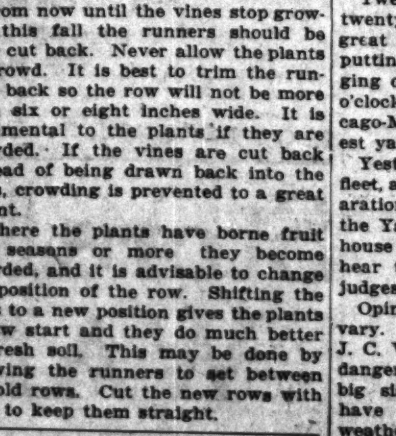 om now until the vines stop grow-
this fall the runners should be
cut back. Never allow the plants
rowd. It is best to trim the run-
back so the row will not be more
six or eight inches wide. It is
mental to the plants if they are
rded. If the vines are cut back
ead of being drawn back into the
s, crowding is prevented to a great
nt.
here the plants have borne fruit
seasons or more they become
rded, and it is advisable to change
position of the row. Shifting the
s to a new position gives the plants
w start and they do much better
resh soil. This may be done by
wing the runners to set between
old rows. Cut the new rows with
to keep them straight.
twenty
great
puttin
ging o
o'clock
cago-M
est ya
Yest
fleet, a
aration
the Ya
house
hear t
judges
Opin
vary.
J. C. V
danger
big si
have
weathe